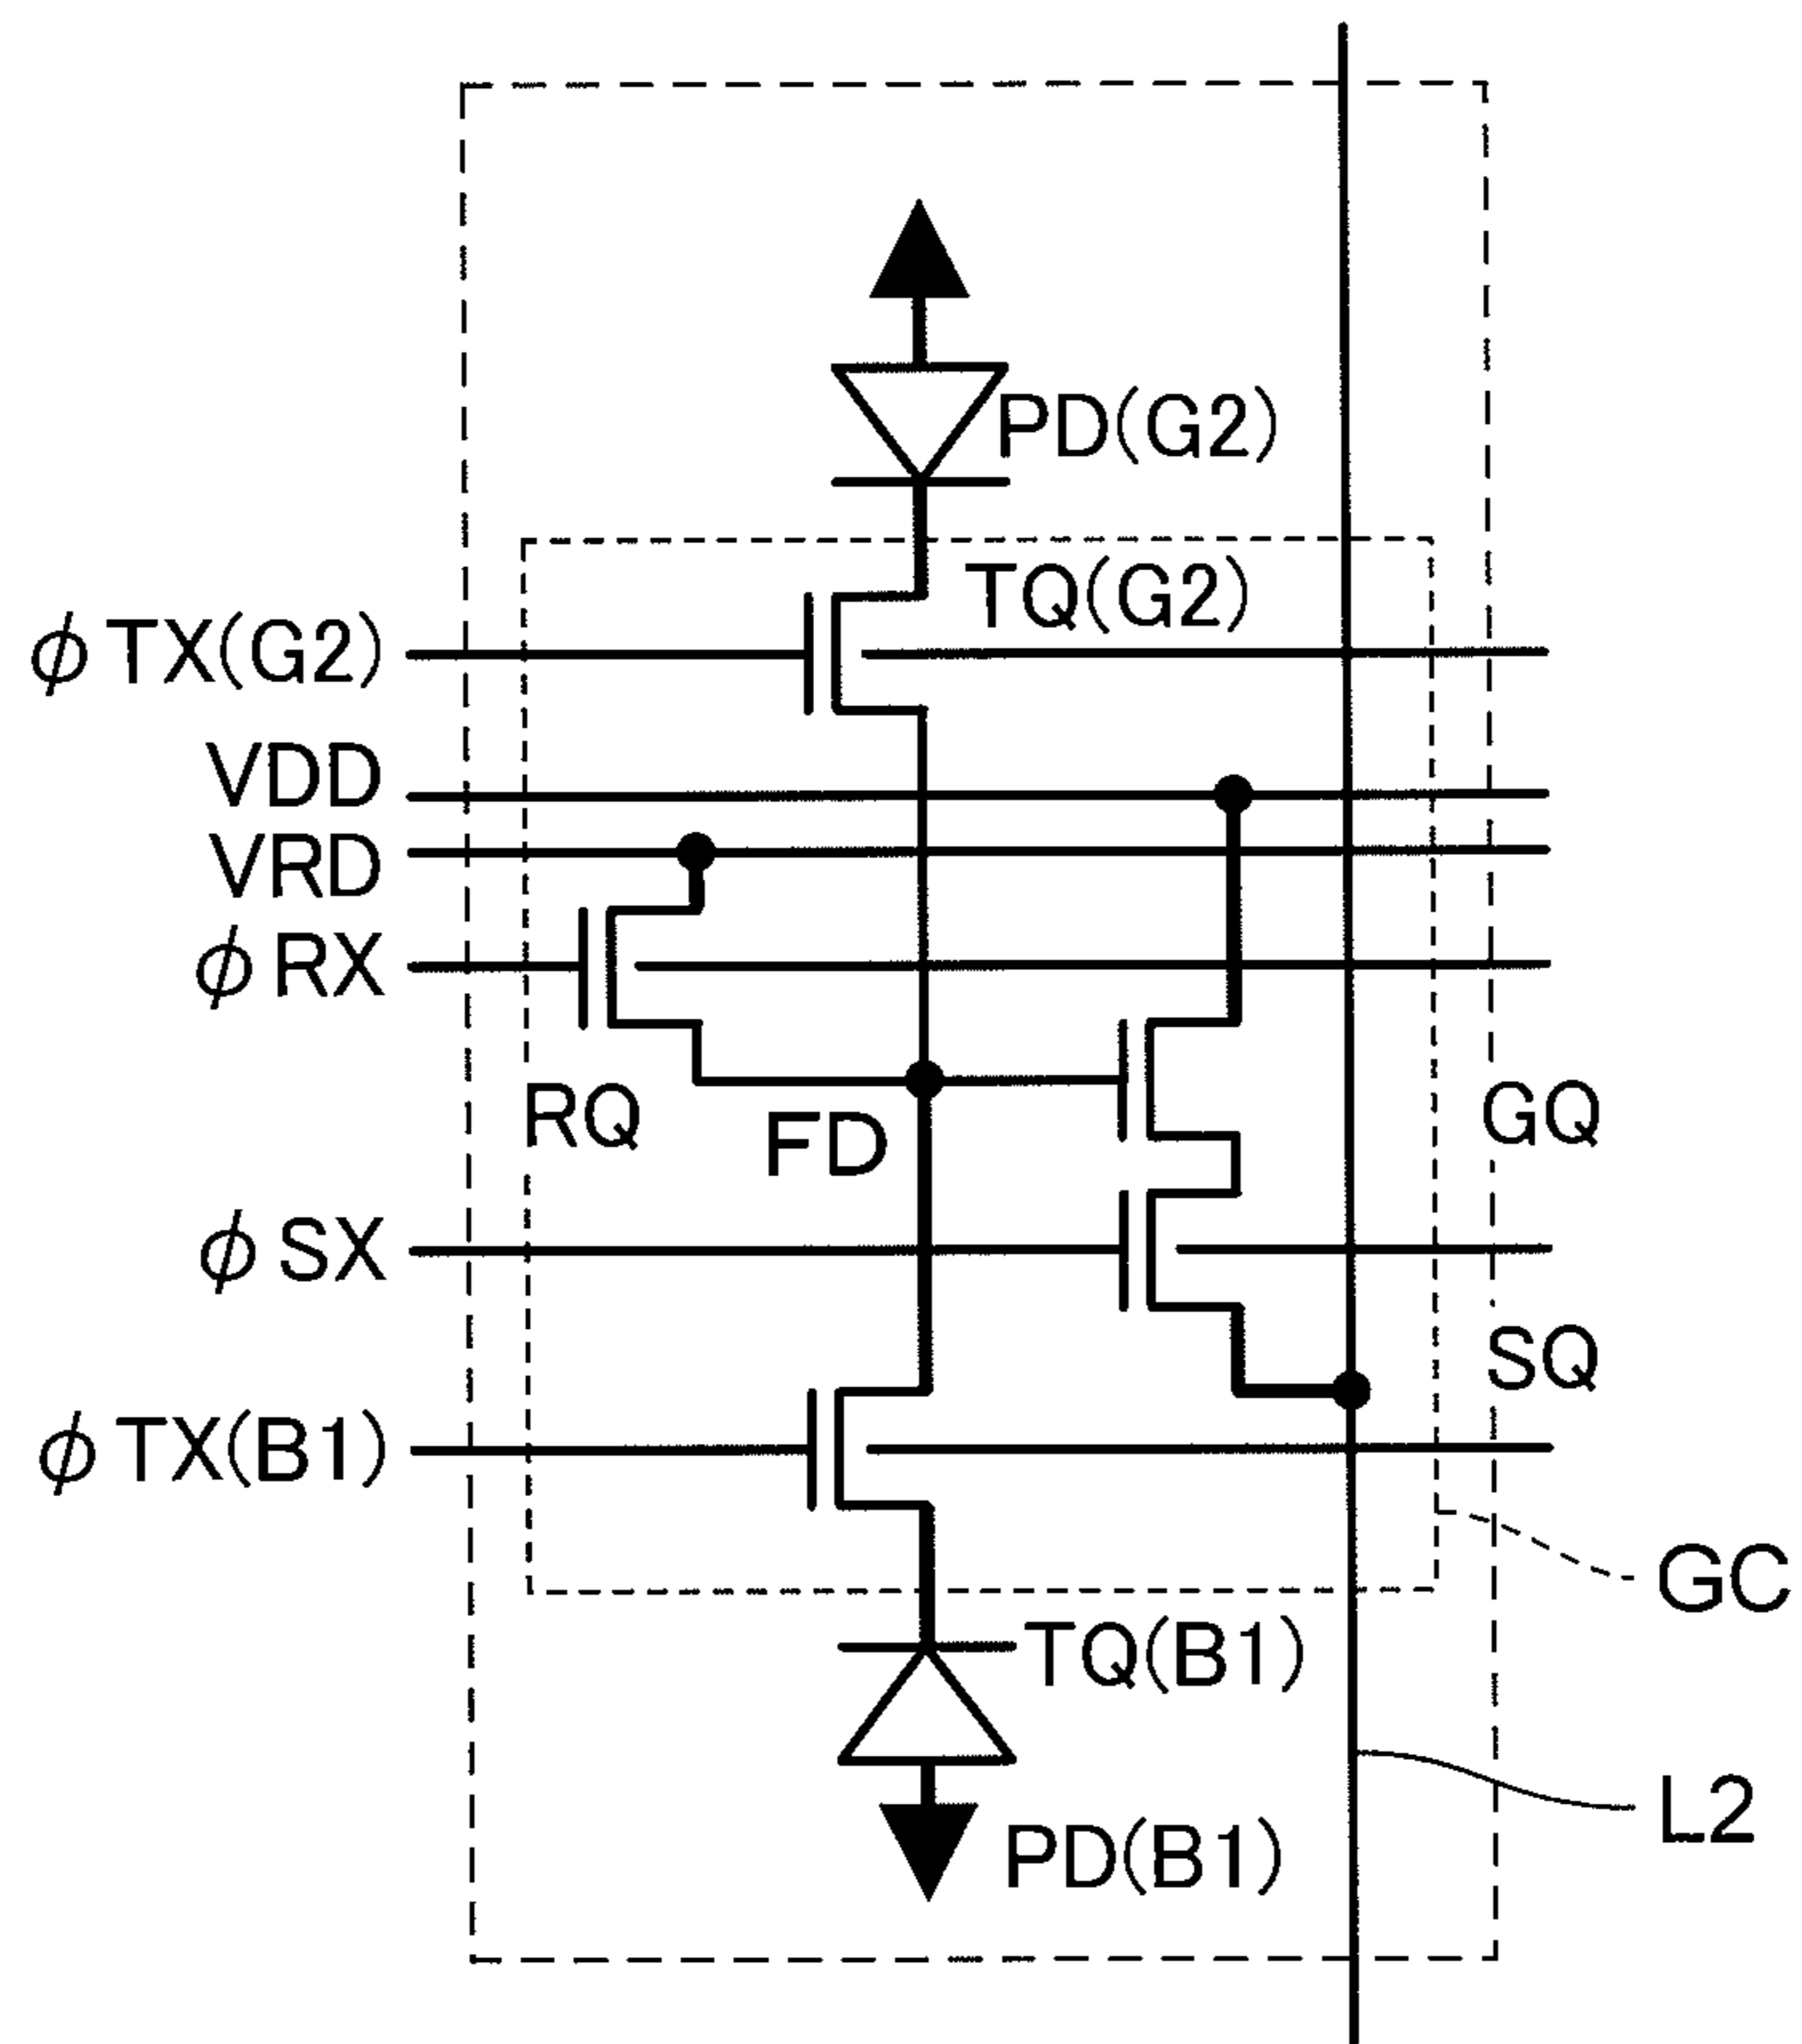 PD(G2)
TQ(G2)
ϕTX(G2)
VDD
VRD
ϕRX
RQ
FD
GQ
ϕSX
SQ
ϕTX(B1)
GC
TQ(B1)
L2
PD(B1)